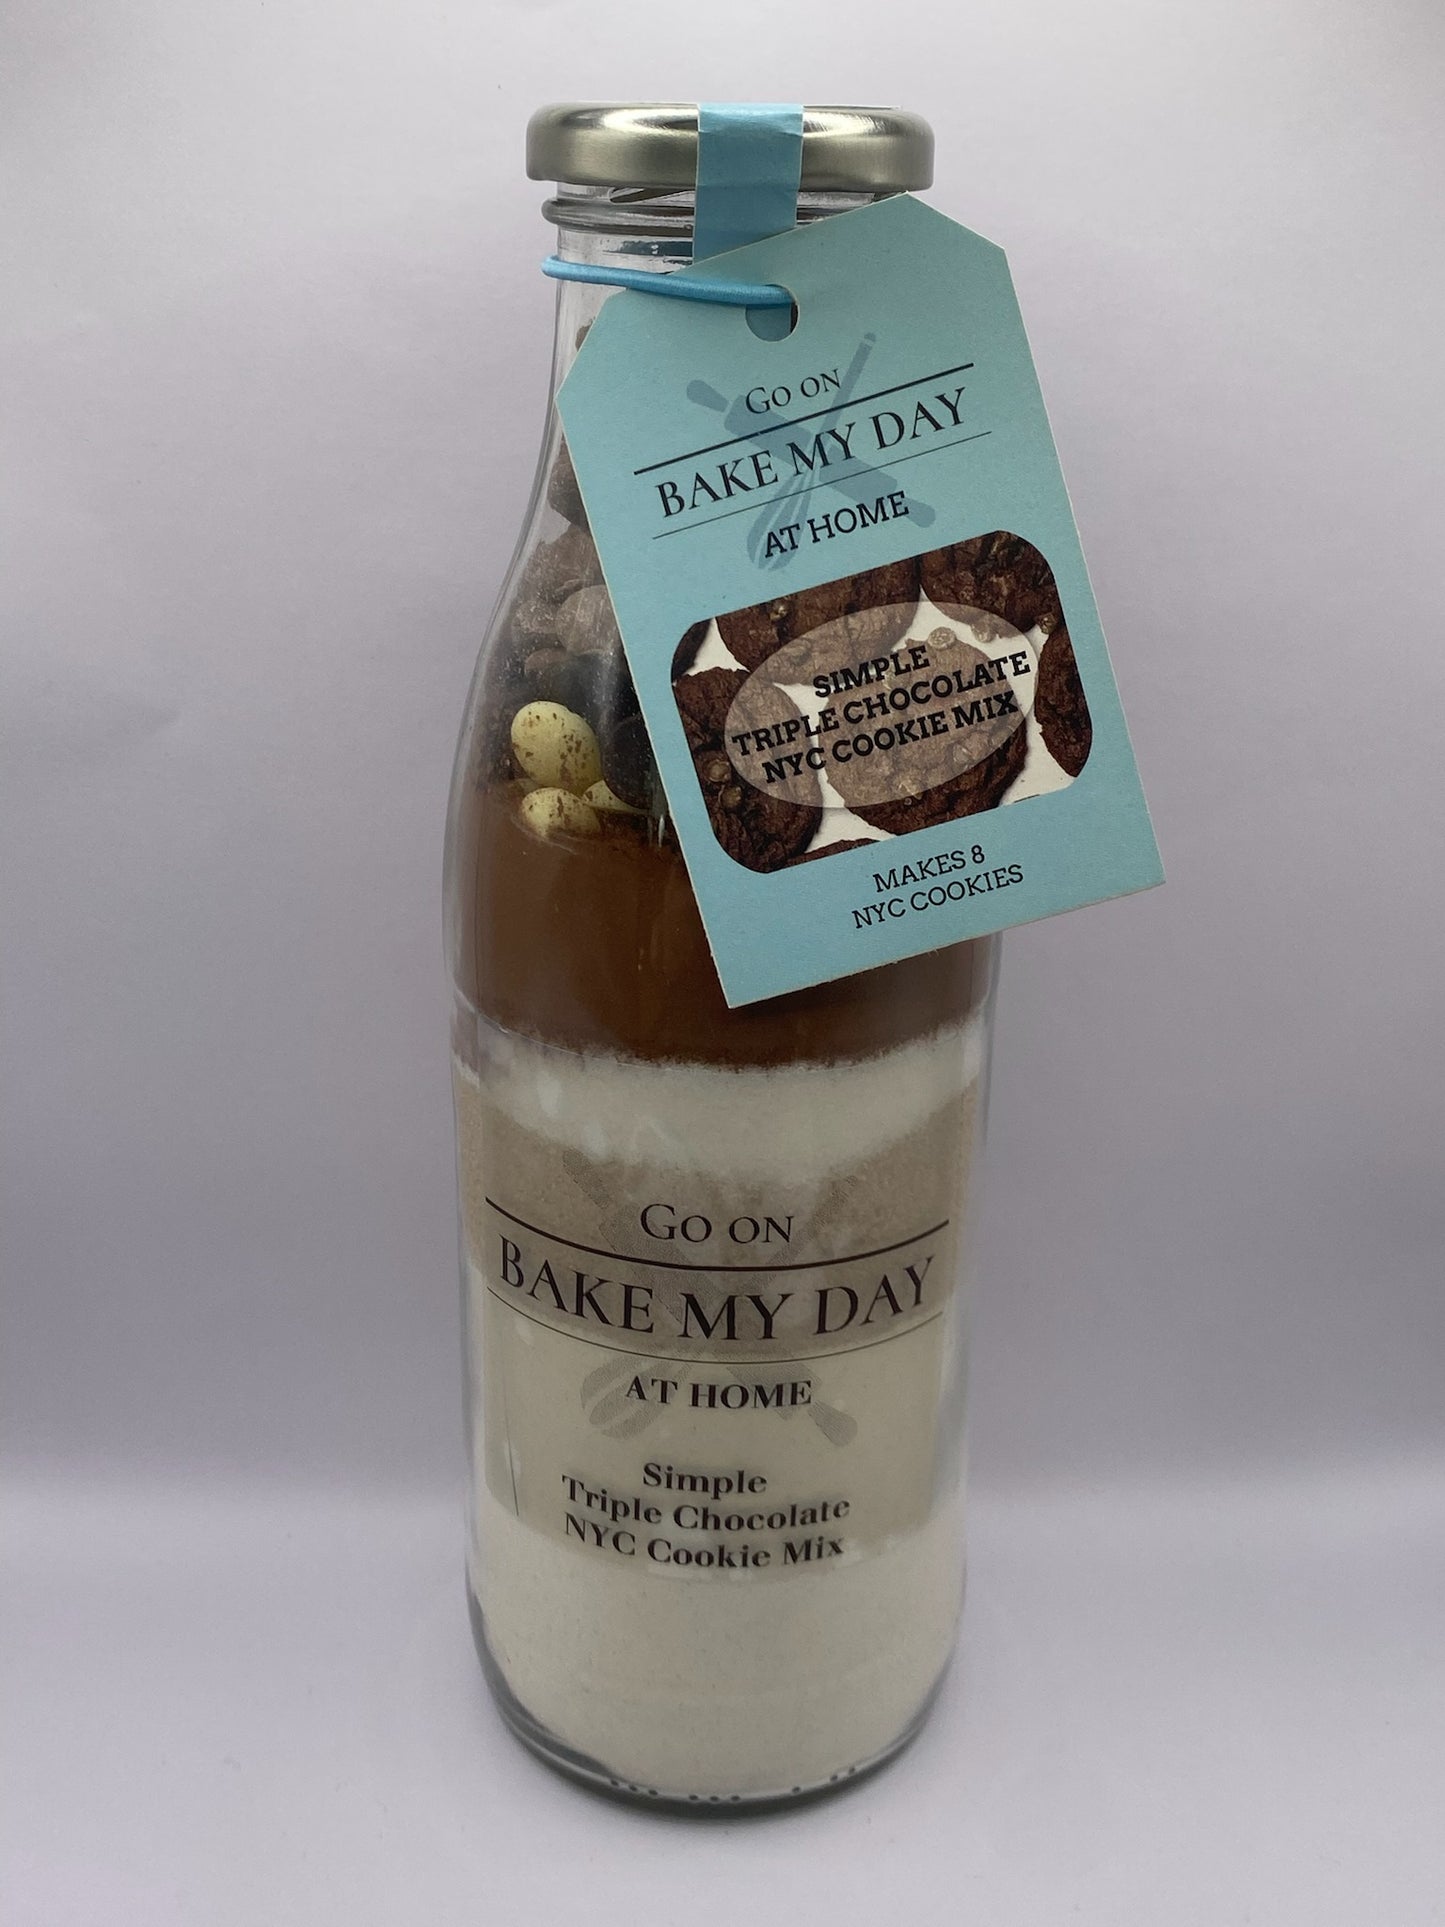 GO ON
BAKE MY DAY
AT HOME
SIMPLE
TRIPLE CHOCOLATE
NYC COOKIE MIX
MAKES 8
NYC COOKIES
GO ON
BAKE MY DAY
AT HOME
Simple
Triple Chocolate
NYC Cookie Mix